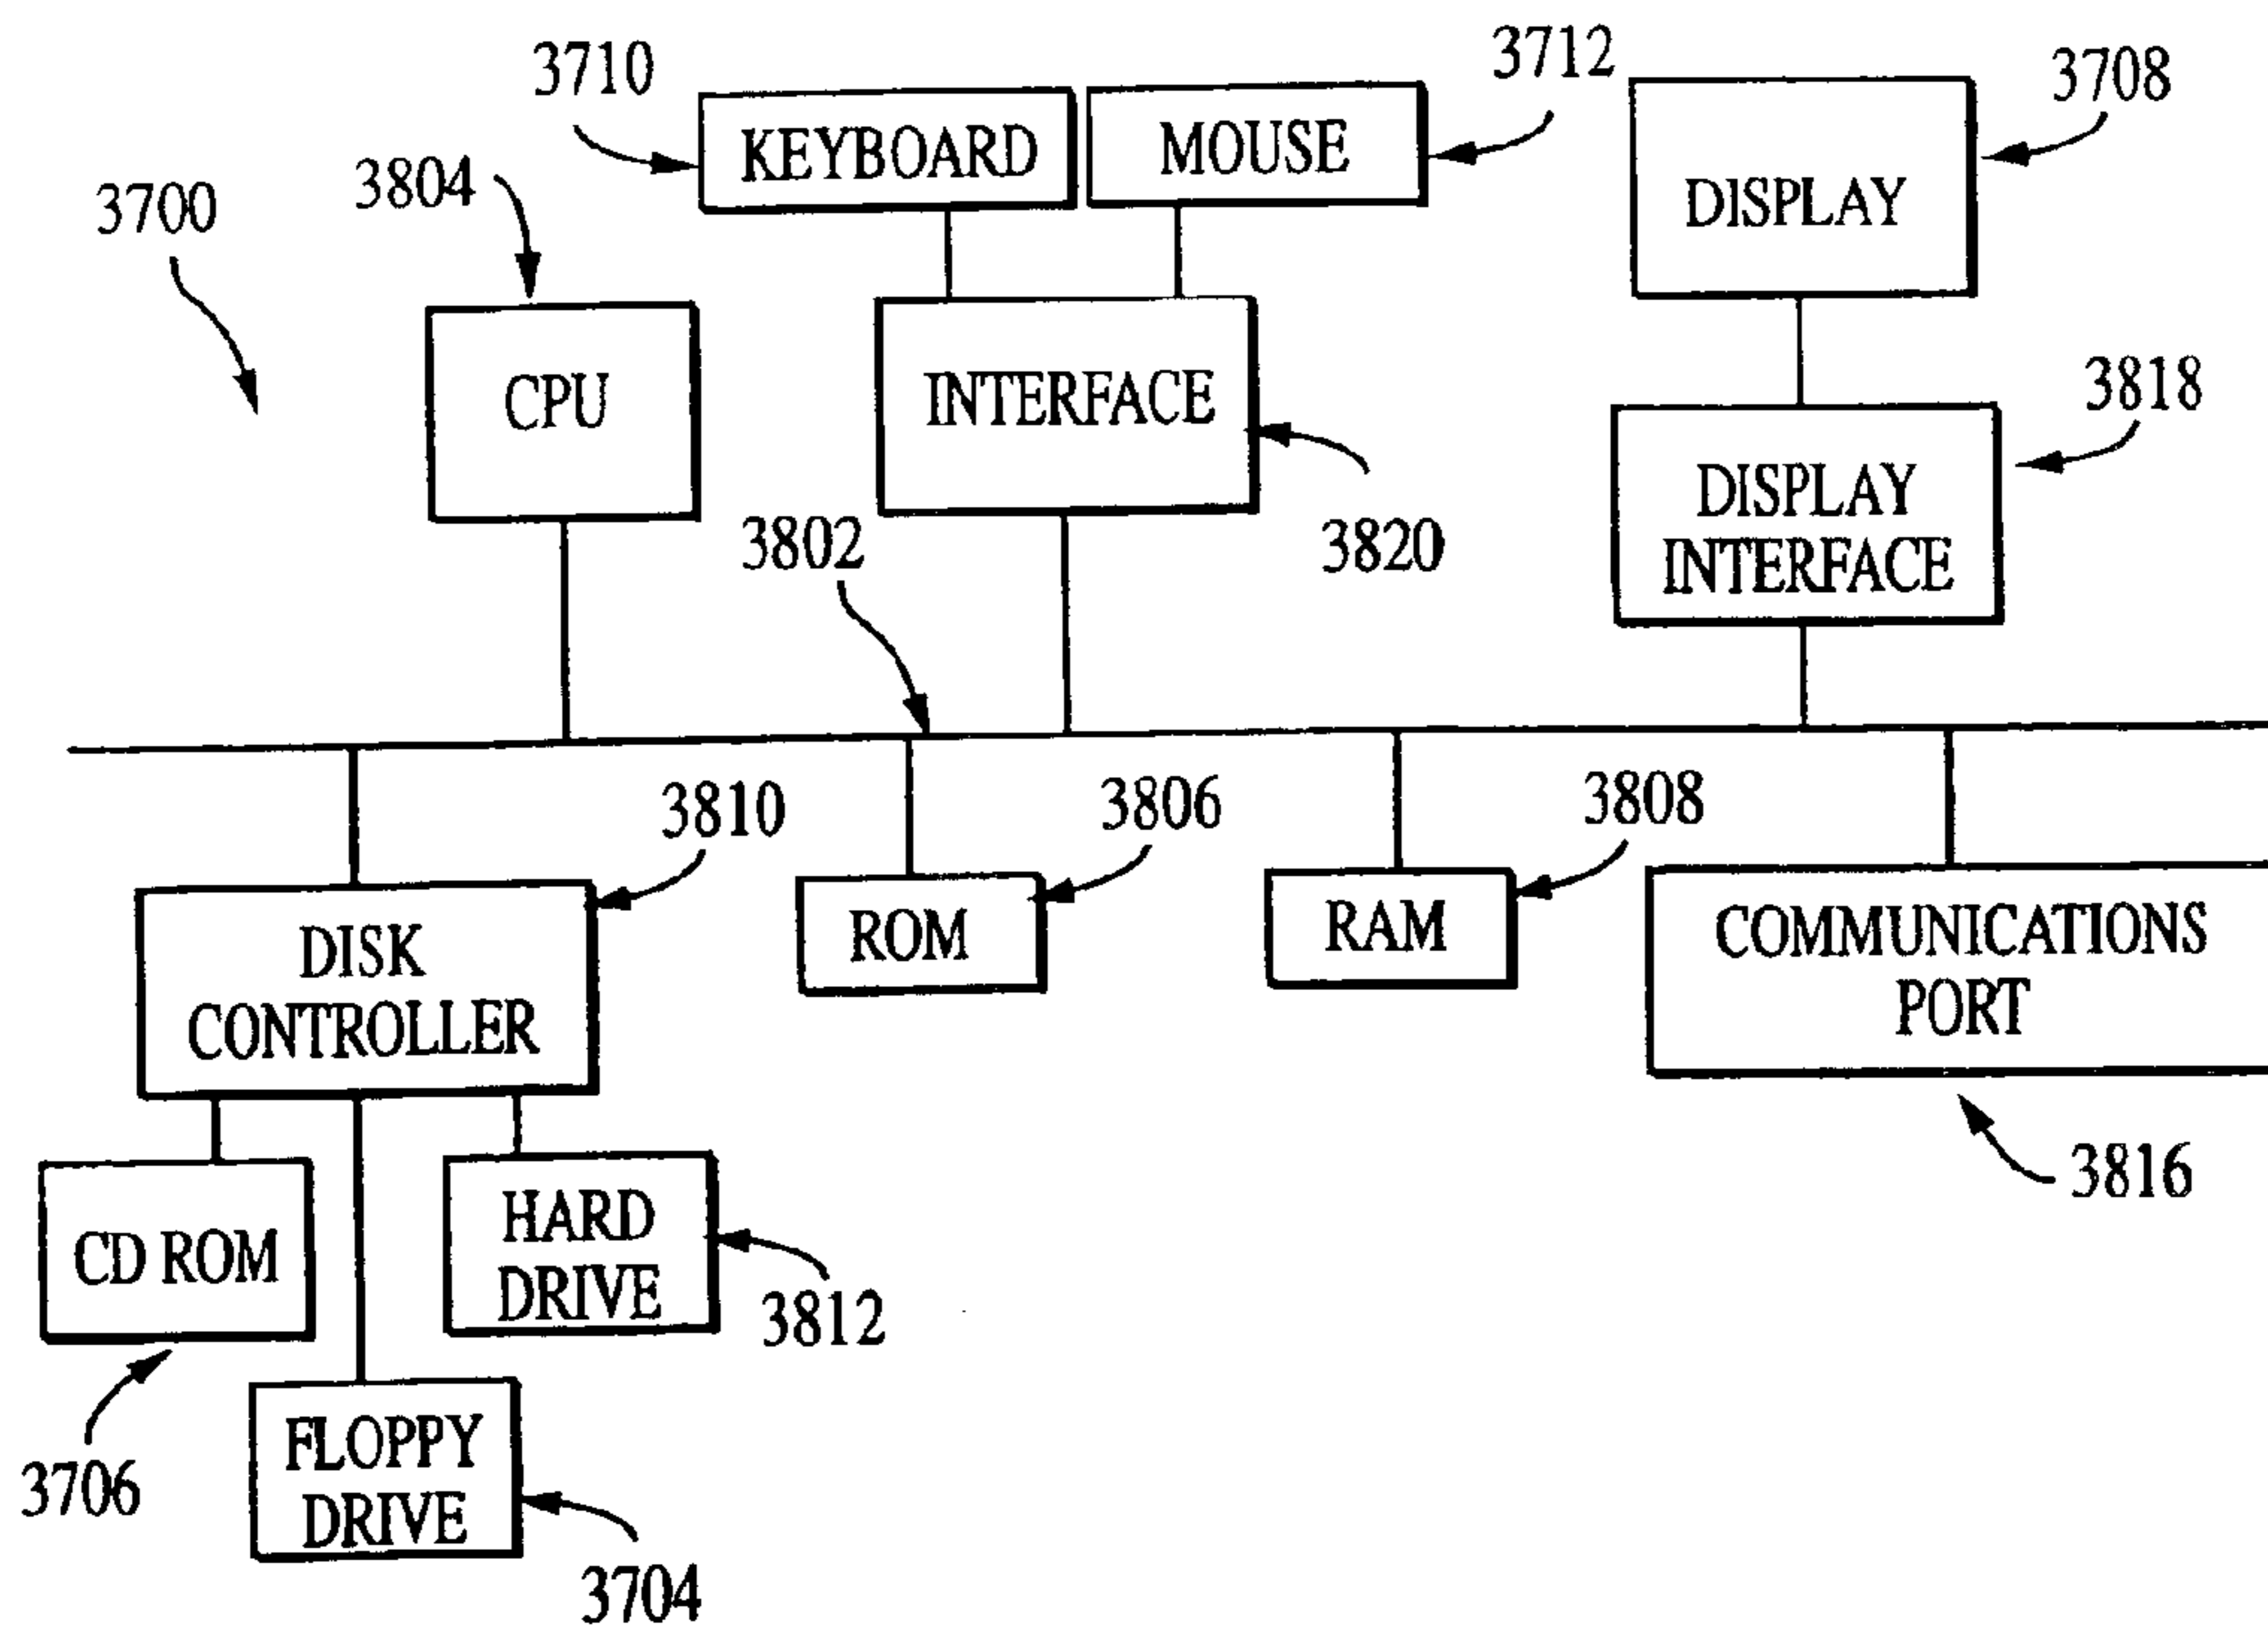 3710
KEYBOARD
MOUSE
3712
3708
3804
3700
DISPLAY
CPU
INTERFACE
3818
3802
3820
DISPLAY
INTERFACE
3810
3806
3808
DISK
CONTROLLER
ROM
RAM
COMMUNICATIONS
PORT
3816
CD ROM
HARD
DRIVE
3812
3706
FLOPPY
DRIVE
3704